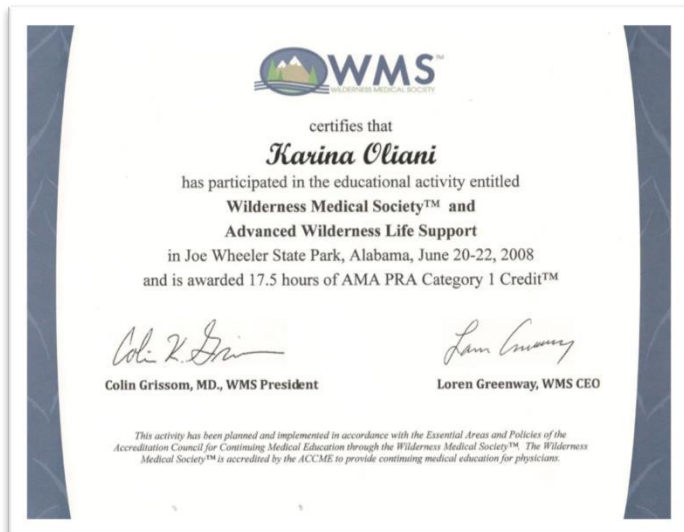 WMS™
WILDERNESS MEDICAL SOCIETY
certifies that
Karina Oliani
has participated in the educational activity entitled
Wilderness Medical Society™ and
Advanced Wilderness Life Support
in Joe Wheeler State Park, Alabama, June 20-22, 2008
and is awarded 17.5 hours of AMA PRA Category 1 Credit™
Colin K. Grissom
Loren Greenway
Colin Grissom, MD., WMS President
Loren Greenway, WMS CEO
This activity has been planned and implemented in accordance with the Essential Areas and Policies of the
Accreditation Council for Continuing Medical Education through the Wilderness Medical Society™. The Wilderness
Medical Society™ is accredited by the ACCME to provide continuing medical education for physicians.